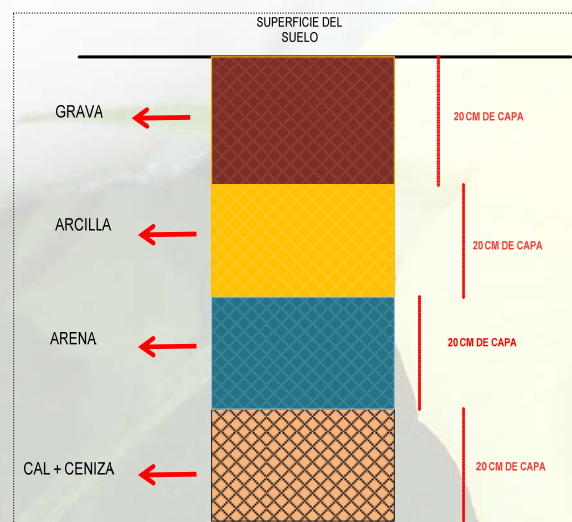 SUPERFICIE DEL
SUELO
GRAVA
20 CM DE CAPA
ARCILLA
20 CM DE CAPA
ARENA
20 CM DE CAPA
CAL + CENIZA
20 CM DE CAPA